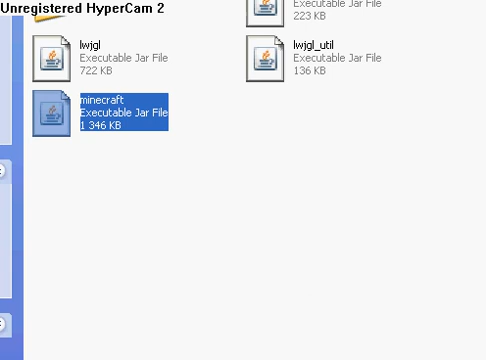 Unregistered HyperCam 2
Executable Jar File
223 KB
lwjgl
Executable Jar File
722 KB
lwjgl_util
Executable Jar File
136 KB
minecraft
Executable Jar File
1 346 KB